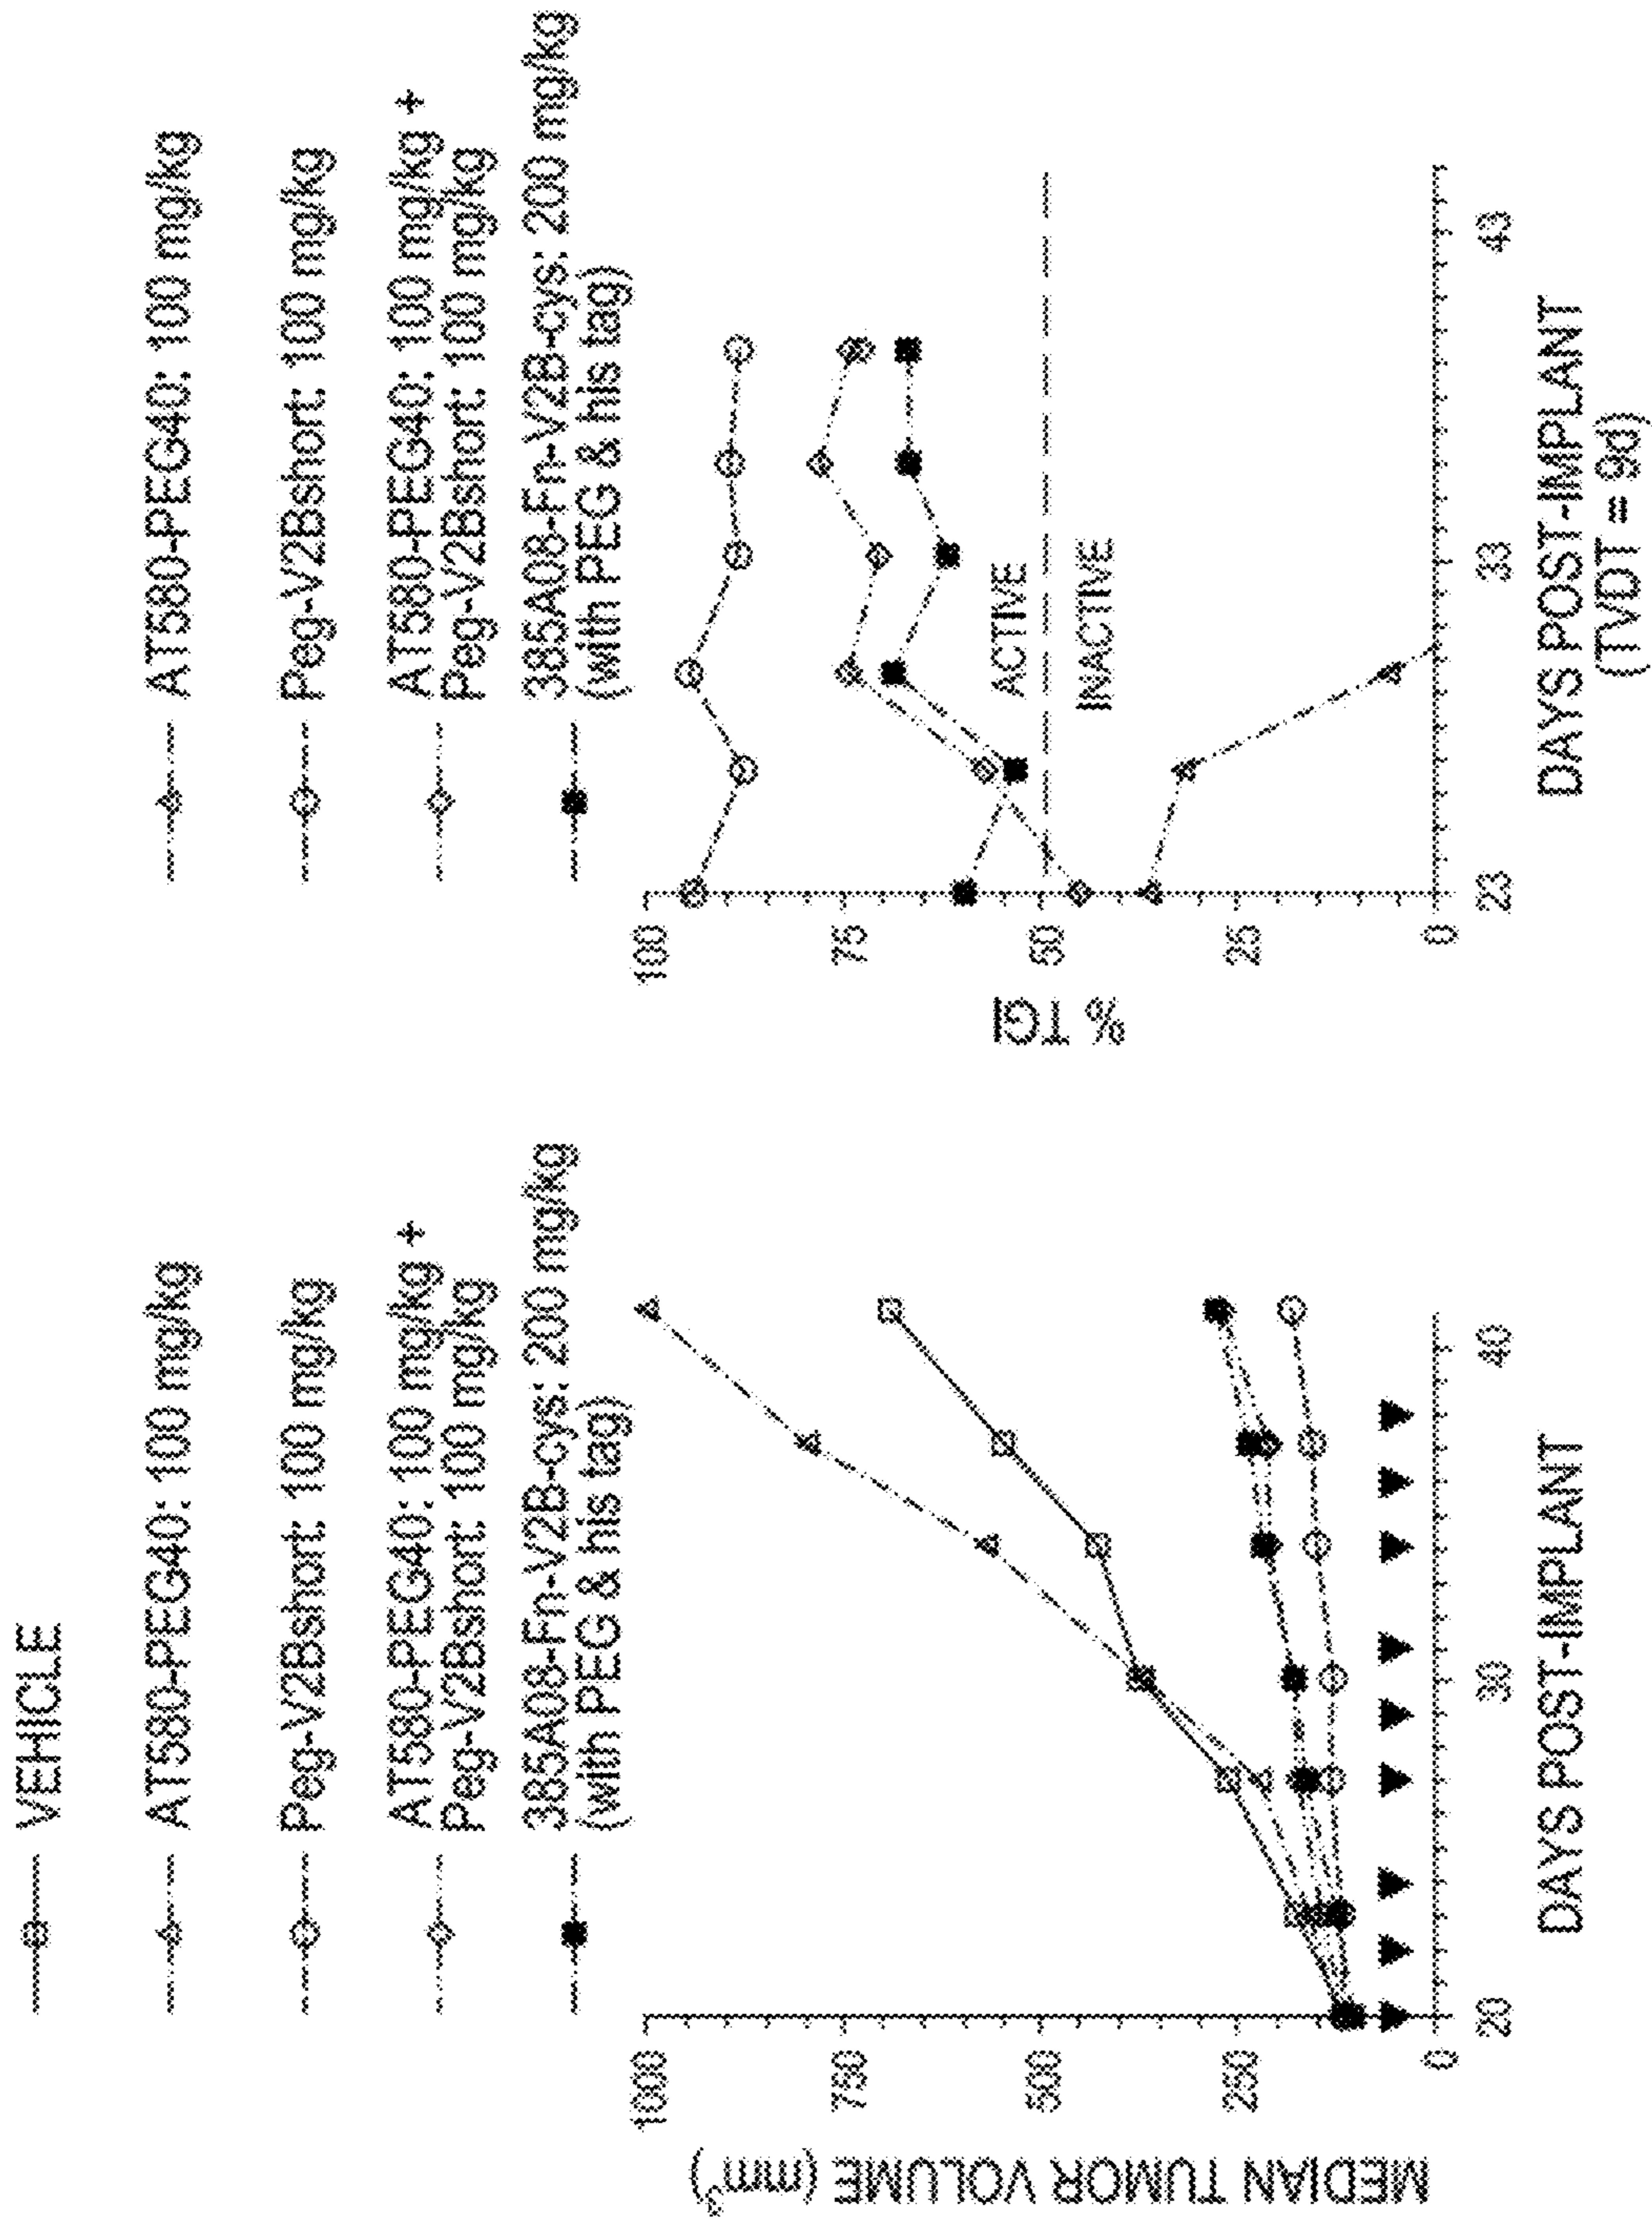 VEHICLE
AT580-PEG40: 100 mg/kg
Peg-V2Bshort: 100 mg/kg
AT580-PEG40: 100 mg/kg +
Peg-V2Bshort: 100 mg/kg
385A08-Fn-V2B-cys: 200 mg/kg
(with PEG & his tag)
MEDIAN TUMOR VOLUME (mm³)
1000
750
500
250
0
20
30
40
DAYS POST-IMPLANT
AT580-PEG40: 100 mg/kg
Peg-V2Bshort: 100 mg/kg
AT580-PEG40: 100 mg/kg +
Peg-V2Bshort: 100 mg/kg
385A08-Fn-V2B-cys: 200 mg/kg
(with PEG & his tag)
% TGI
100
75
50
25
0
ACTIVE
INACTIVE
23
33
43
DAYS POST-IMPLANT
(TVDT = 9d)